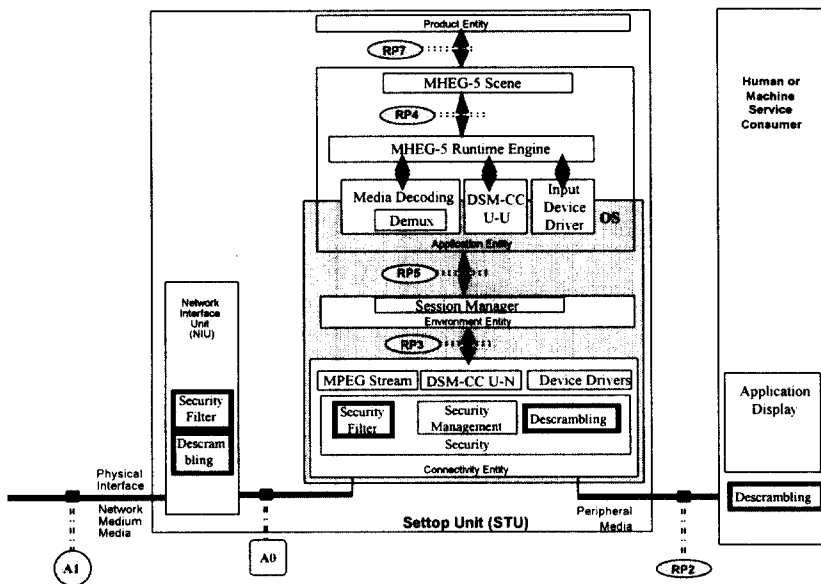 Product Entity
RP7
MHEG-5 Scene
RP4
MHEG-5 Runtime Engine
Media Decoding
Demux
DSM-CC
U-U
Input
Device
Driver
OS
Application Entity
RP5
Session Manager
Environment Entity
RP3
MPEG Stream
DSM-CC U-N
Device Drivers
Security
Filter
Security
Management
Descrambling
Security
Connectivity Entity
Network
Interface
Unit
(NIU)
Security
Filter
Descram
bling
Physical
Interface
Network
Medium
Media
A1
A0
Settop Unit (STU)
Peripheral
Media
RP2
Human or
Machine
Service
Consumer
Application
Display
Descrambling